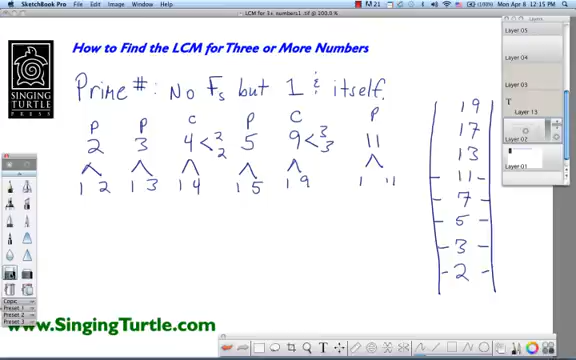 SketchBook Pro File Edit Image Window Help
M 21
(100%)
Mon Apr 8 12:15 PM
LCM for 3+ numbers1.tif @ 100.0 %
Layers
Layer 05
Layer 04
Layer 03
T Layer 13
Layer 02
Layer 01
How to Find the LCM for Three or More Numbers
SINGING
TURTLE
PRESS
Prime #: No Fs but 1 & itself.
P P C P C P
2 3 4 < 2 2 5 9 < 3 3 11
1 2 1 3 1 4 1 5 1 9 1 11
19
17
13
11
7
5
3
2
Copic
Preset 1
Preset 2
Preset 3
www.SingingTurtle.com